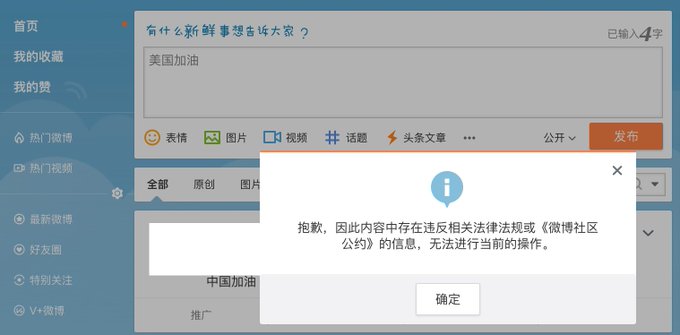 首页
我的收藏
我的赞
热门微博
热门视频
最新微博
好友圈
特别关注
V+微博
有什么新鲜事想告诉大家?
已输入4字
美国加油
表情 图片 视频 话题 头条文章 ••• 公开 发布
全部 原创 图片
抱歉，因此内容中存在违反相关法律法规或《微博社区
公约》的信息，无法进行当前的操作。
确定
中国加油
推广